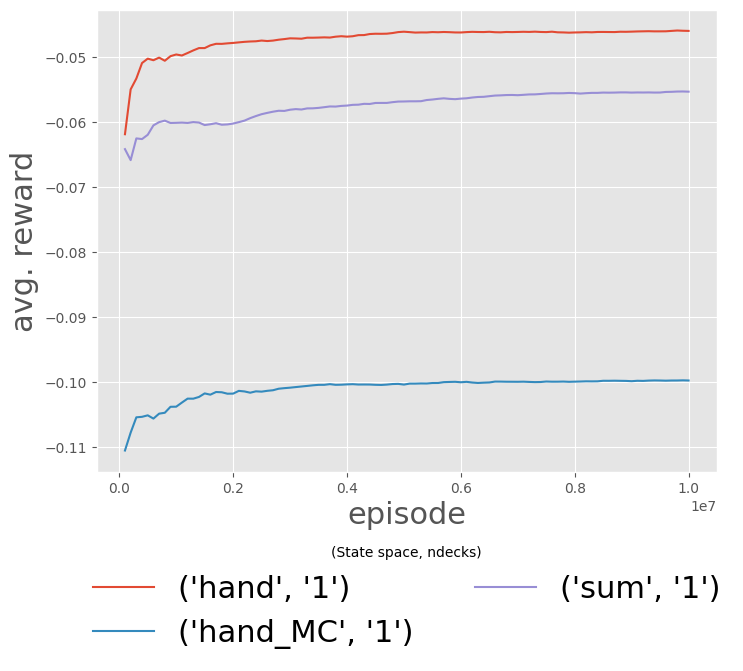 avg. reward
−0.05
−0.06
−0.07
−0.08
−0.09
−0.10
−0.11
0.0 0.2 0.4 0.6 0.8 1.0
1e7
episode
(State space, ndecks)
('hand', '1') ('sum', '1')
('hand_MC', '1')